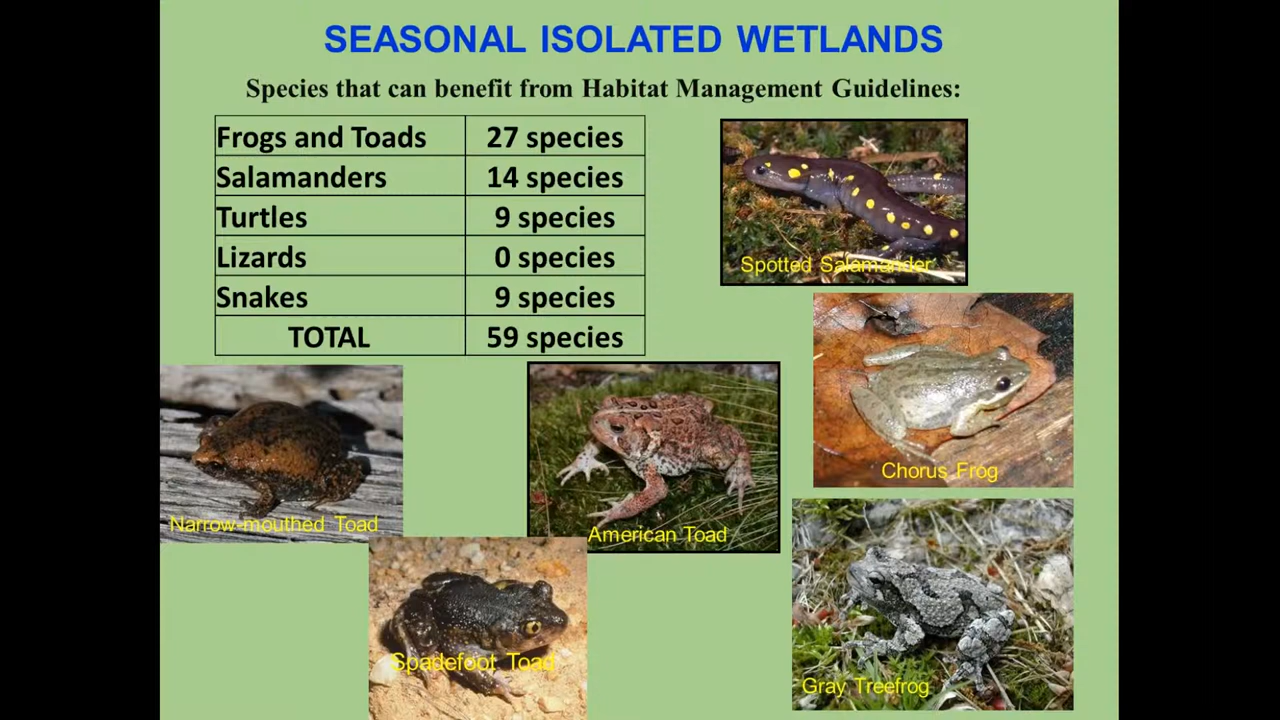 SEASONAL ISOLATED WETLANDS
Species that can benefit from Habitat Management Guidelines:
Frogs and Toads 27 species
Salamanders 14 species
Turtles 9 species
Lizards 0 species
Snakes 9 species
TOTAL 59 species
Spotted Salamander
Chorus Frog
Narrow-mouthed Toad
American Toad
Spadefoot Toad
Gray Treefrog